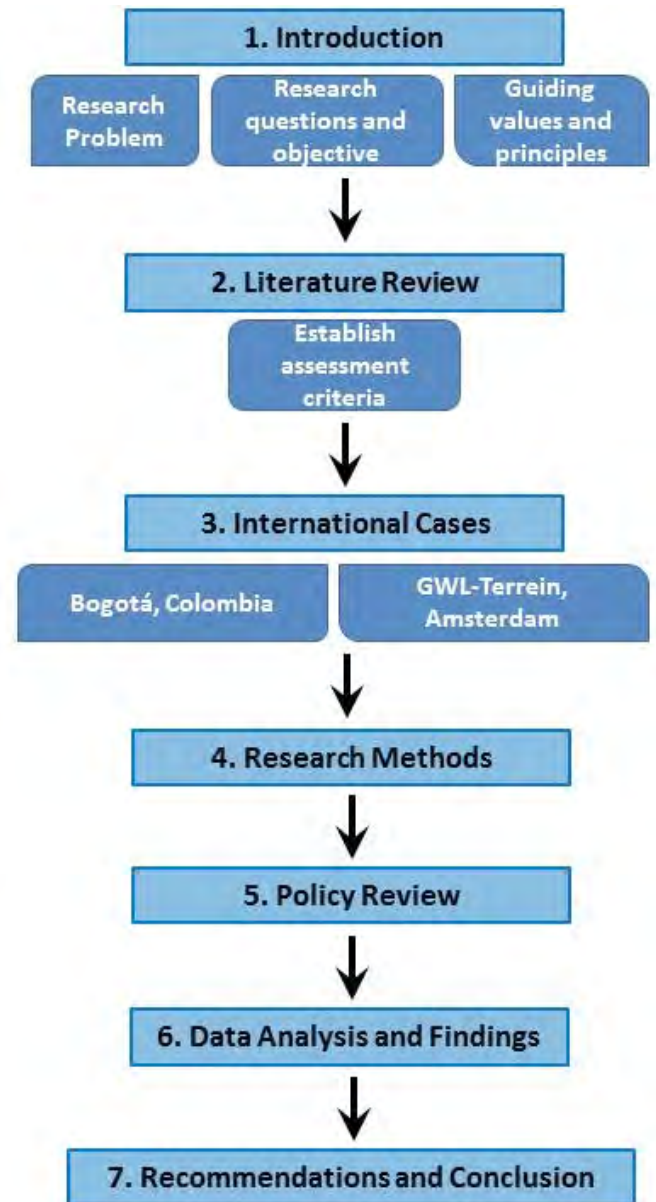 1. Introduction
Research
Problem
Research
questions and
objective
Guiding
values and
principles
2. Literature Review
Establish
assessment
criteria
3. International Cases
Bogotá, Colombia
GWL-Terrein,
Amsterdam
4. Research Methods
5. Policy Review
6. Data Analysis and Findings
7. Recommendations and Conclusion